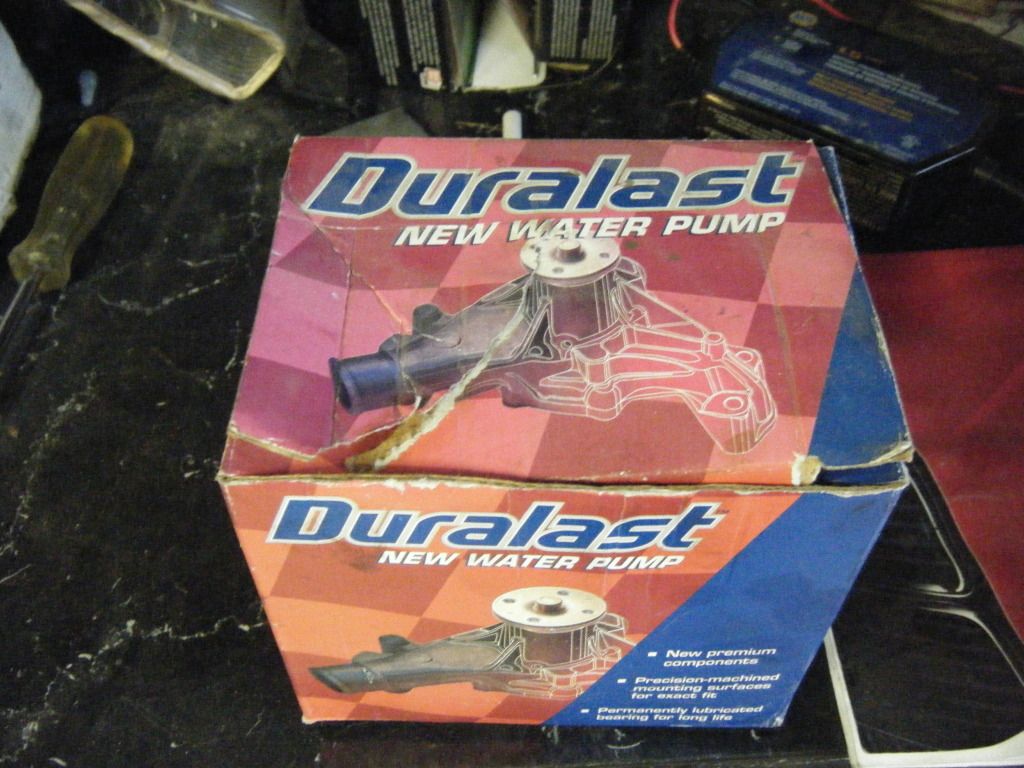 Duralast
NEW WATER PUMP
Duralast™
NEW WATER PUMP
▪ New premium
components
▪ Precision-machined
mounting surfaces
for exact fit
▪ Permanently lubricated
bearing for long life